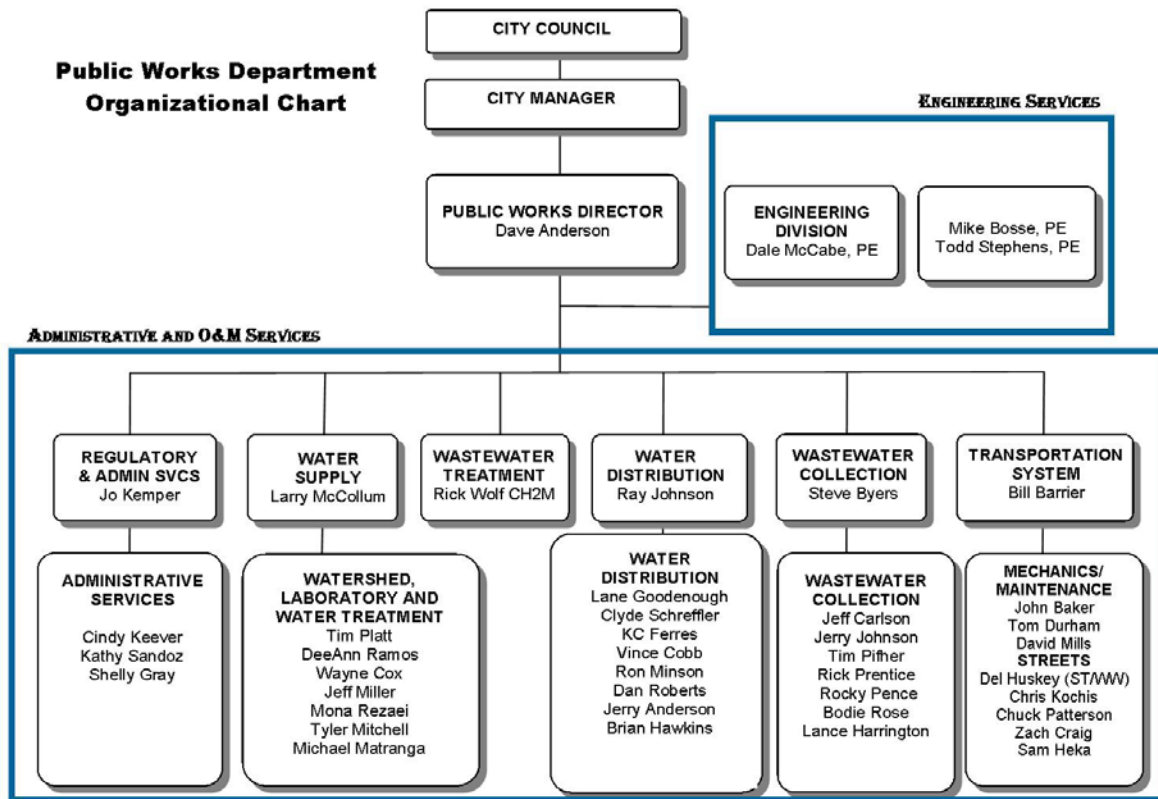 Public Works Department
Organizational Chart
CITY COUNCIL
CITY MANAGER
PUBLIC WORKS DIRECTOR
Dave Anderson
ENGINEERING SERVICES
ENGINEERING
DIVISION
Dale McCabe, PE
Mike Bosse, PE
Todd Stephens, PE
ADMINISTRATIVE AND O&M SERVICES
REGULATORY
& ADMIN SVCS
Jo Kemper
WATER
SUPPLY
Larry McCollum
WASTEWATER
TREATMENT
Rick Wolf CH2M
WATER
DISTRIBUTION
Ray Johnson
WASTEWATER
COLLECTION
Steve Byers
TRANSPORTATION
SYSTEM
Bill Barrier
ADMINISTRATIVE
SERVICES
Cindy Keever
Kathy Sandoz
Shelly Gray
WATERSHED,
LABORATORY AND
WATER TREATMENT
Tim Platt
DeeAnn Ramos
Wayne Cox
Jeff Miller
Mona Rezaei
Tyler Mitchell
Michael Matranga
WATER
DISTRIBUTION
Lane Goodenough
Clyde Schreffler
KC Ferres
Vince Cobb
Ron Minson
Dan Roberts
Jerry Anderson
Brian Hawkins
WASTEWATER
COLLECTION
Jeff Carlson
Jerry Johnson
Tim Pifher
Rick Prentice
Rocky Pence
Bodie Rose
Lance Harrington
MECHANICS/
MAINTENANCE
John Baker
Tom Durham
David Mills
STREETS
Del Huskey (ST/WW)
Chris Kochis
Chuck Patterson
Zach Craig
Sam Heka